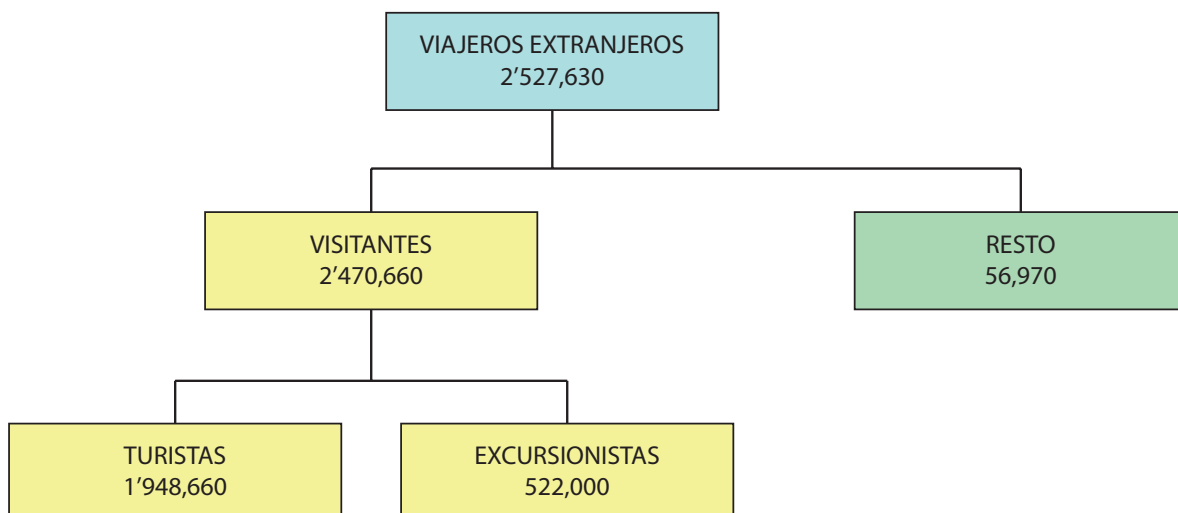 VIAJEROS EXTRANJEROS
2’527,630
VISITANTES
2’470,660
RESTO
56,970
TURISTAS
1’948,660
EXCURSIONISTAS
522,000